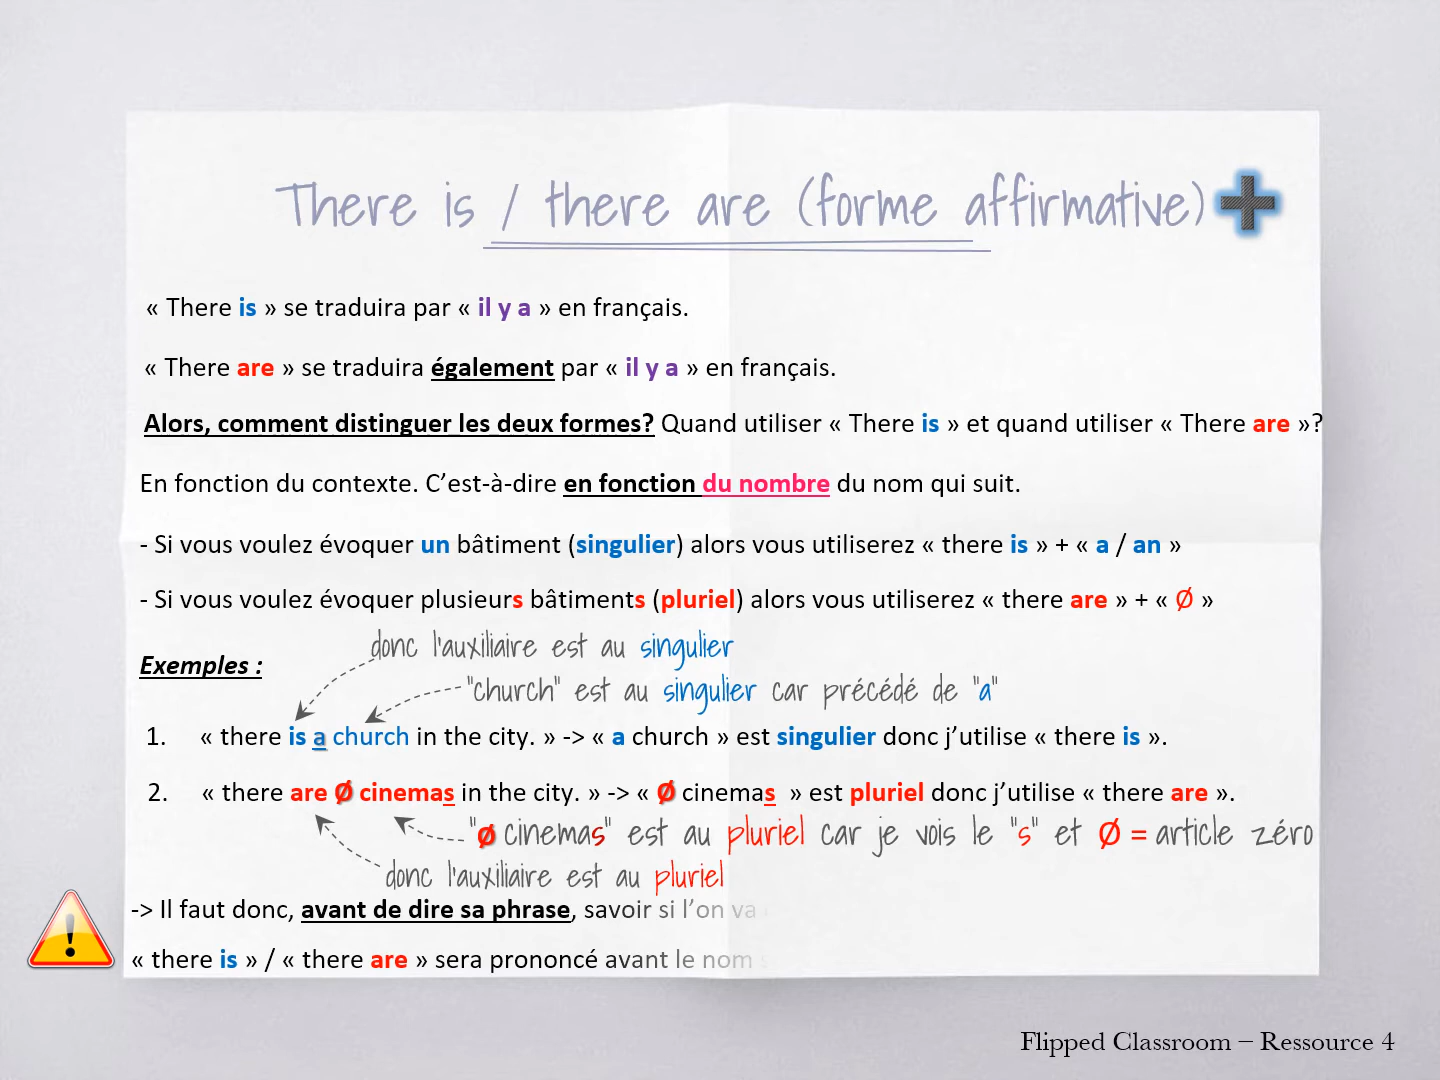 There is / there are (forme affirmative)
« There is » se traduira par « il y a » en français.
« There are » se traduira également par « il y a » en français.
Alors, comment distinguer les deux formes? Quand utiliser « There is » et quand utiliser « There are »?
En fonction du contexte. C’est-à-dire en fonction du nombre du nom qui suit.
- Si vous voulez évoquer un bâtiment (singulier) alors vous utiliserez « there is » + « a / an »
- Si vous voulez évoquer plusieurs bâtiments (pluriel) alors vous utiliserez « there are » + « Ø »
donc l'auxiliaire est au singulier
Exemples :
"church" est au singulier car précédé de "a"
1. « there is a church in the city. » -> « a church » est singulier donc j’utilise « there is ».
2. « there are Ø cinemas in the city. » -> « Ø cinemas » est pluriel donc j’utilise « there are ».
"Ø cinemas" est au pluriel car je vois le "s" et Ø = article zéro
donc l'auxiliaire est au pluriel
-> Il faut donc, avant de dire sa phrase, savoir si l’on va
« there is » / « there are » sera prononcé avant le nom
Flipped Classroom – Ressource 4